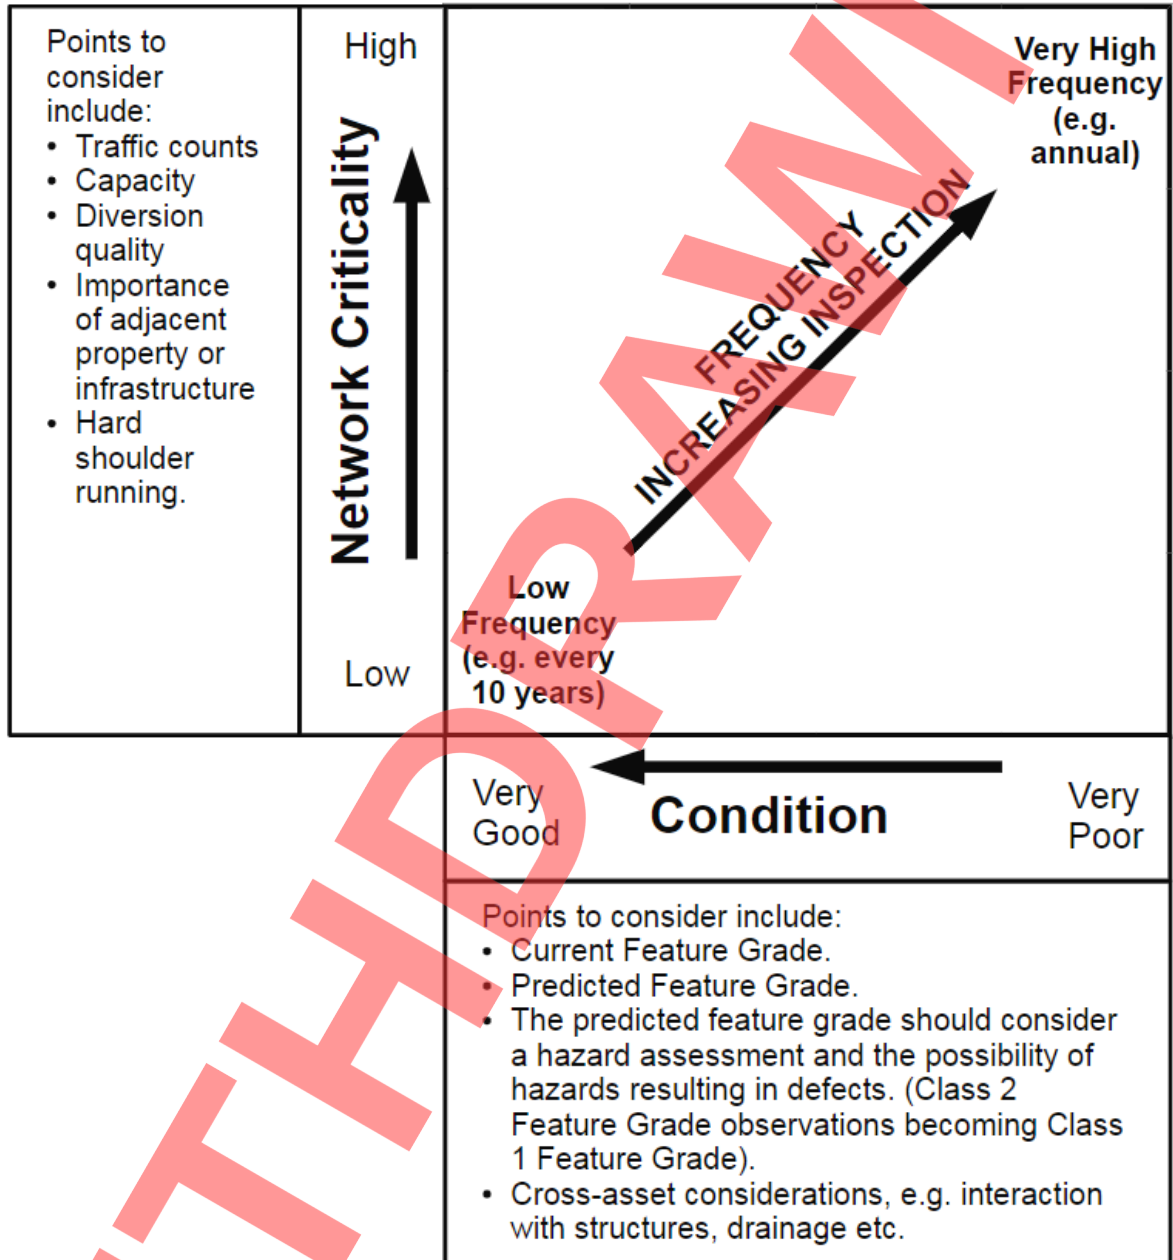 Points to
consider
include:
• Traffic counts
• Capacity
• Diversion
quality
• Importance
of adjacent
property or
infrastructure
• Hard
shoulder
running.
High
Network Criticality
Low
Very High
Frequency
(e.g.
annual)
FREQUENCY
INCREASING INSPECTION
Low
Frequency
(e.g. every
10 years)
Very
Good
Condition
Very
Poor
Points to consider include:
• Current Feature Grade.
• Predicted Feature Grade.
• The predicted feature grade should consider
a hazard assessment and the possibility of
hazards resulting in defects. (Class 2
Feature Grade observations becoming Class
1 Feature Grade).
• Cross-asset considerations, e.g. interaction
with structures, drainage etc.
THDRAW